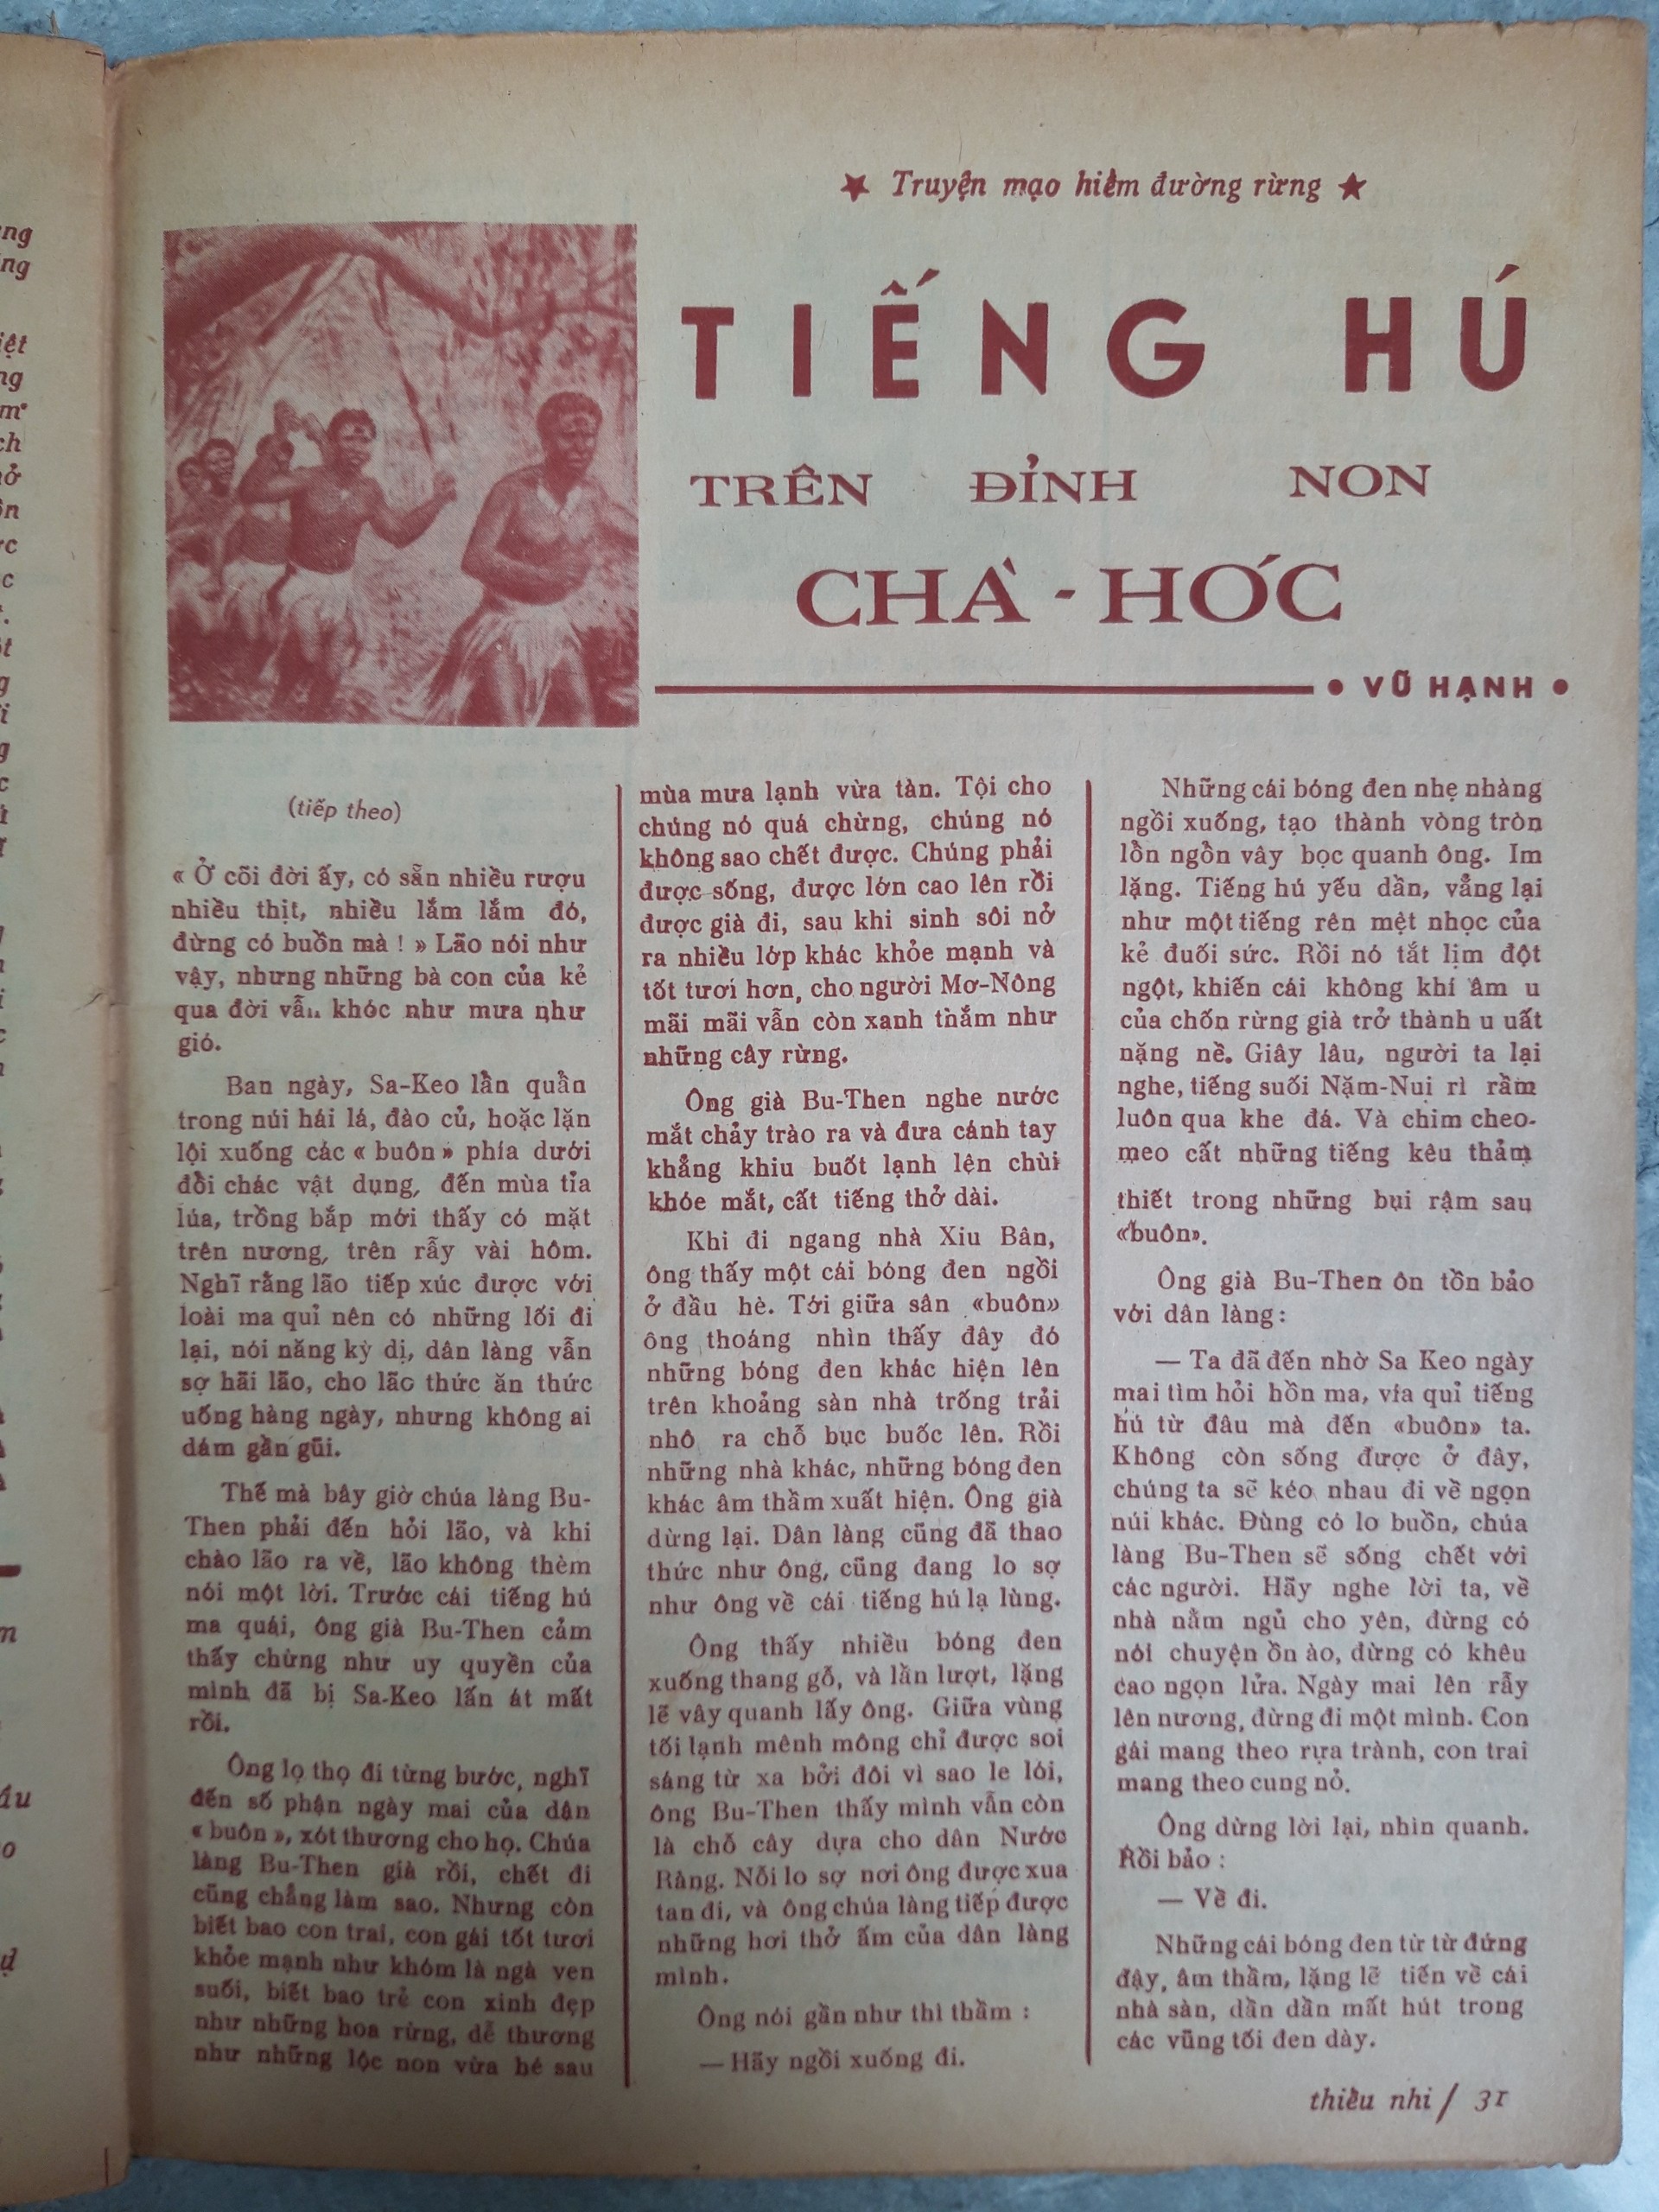 ★ Truyện mạo hiểm đường rừng ★
TIẾNG HÚ
TRÊN ĐỈNH NON
CHÀ-HÓC
• VŨ HẠNH •
(tiếp theo)
« Ở cõi đời ấy, có sẵn nhiều rượu
nhiều thịt, nhiều lắm lắm đó,
đừng có buồn mà ! » Lão nói như
vậy, nhưng những bà con của kẻ
qua đời vẫn khóc như mưa như
gió.
Ban ngày, Sa-Keo lẩn quẩn
trong núi hái lá, đào củ, hoặc lặn
lội xuống các « buôn » phía dưới
đổi chác vật dụng, đến mùa tỉa
lúa, trồng bắp mới thấy có mặt
trên nương, trên rẫy vài hôm.
Nghĩ rằng lão tiếp xúc được với
loài ma quỉ nên có những lối đi
lại, nói năng kỳ dị, dân làng vẫn
sợ hãi lão, cho lão thức ăn thức
uống hàng ngày, nhưng không ai
dám gần gũi.
Thế mà bây giờ chúa làng Bu-
Then phải đến hỏi lão, và khi
chào lão ra về, lão không thèm
nói một lời. Trước cái tiếng hú
ma quái, ông già Bu-Then cảm
thấy chừng như uy quyền của
mình đã bị Sa-Keo lấn át mất
rồi.
Ông lọ thọ đi từng bước, nghĩ
đến số phận ngày mai của dân
« buôn », xót thương cho họ. Chúa
làng Bu-Then già rồi, chết đi
cũng chẳng làm sao. Nhưng còn
biết bao con trai, con gái tốt tươi
khỏe mạnh như khóm là ngà ven
suối, biết bao trẻ con xinh đẹp
như những hoa rừng, dễ thương
như những lộc non vừa hé sau
mùa mưa lạnh vừa tàn. Tội cho
chúng nó quá chừng, chúng nó
không sao chết được. Chúng phải
được sống, được lớn cao lên rồi
được già đi, sau khi sinh sôi nở
ra nhiều lớp khác khỏe mạnh và
tốt tươi hơn, cho người Mơ-Nông
mãi mãi vẫn còn xanh thắm như
những cây rừng.
Ông già Bu-Then nghe nước
mắt chảy trào ra và đưa cánh tay
khẳng khiu buốt lạnh lên chùi
khóe mắt, cất tiếng thở dài.
Khi đi ngang nhà Xiu Bân,
ông thấy một cái bóng đen ngồi
ở đầu hè. Tới giữa sân «buôn»
ông thoáng nhìn thấy đây đó
những bóng đen khác hiện lên
trên khoảng sàn nhà trống trải
nhô ra chỗ bục buốc lên. Rồi
những nhà khác, những bóng đen
khác âm thầm xuất hiện. Ông già
dừng lại. Dân làng cũng đã thao
thức như ông, cũng đang lo sợ
như ông về cái tiếng hú lạ lùng.
Ông thấy nhiều bóng đen
xuống thang gỗ, và lần lượt, lặng
lẽ vây quanh lấy ông. Giữa vùng
tối lạnh mênh mông chỉ được soi
sáng từ xa bởi đôi vì sao le lói,
ông Bu-Then thấy mình vẫn còn
là chỗ cây dựa cho dân Nước
Ràng. Nỗi lo sợ nơi ông được xua
tan đi, và ông chúa làng tiếp được
những hơi thở ấm của dân làng
mình.
Ông nói gần như thì thầm :
— Hãy ngồi xuống đi.
Những cái bóng đen nhẹ nhàng
ngồi xuống, tạo thành vòng tròn
lổn ngổn vây bọc quanh ông. Im
lặng. Tiếng hú yếu dần, vẳng lại
như một tiếng rên mệt nhọc của
kẻ đuối sức. Rồi nó tắt lịm đột
ngột, khiến cái không khí âm u
của chốn rừng già trở thành u uất
nặng nề. Giây lâu, người ta lại
nghe, tiếng suối Nặm-Nụi rì rầm
luôn qua khe đá. Và chim cheo-
meo cất những tiếng kêu thảm
thiết trong những bụi rậm sau
«buôn».
Ông già Bu-Then ôn tồn bảo
với dân làng:
— Ta đã đến nhờ Sa Keo ngày
mai tìm hỏi hồn ma, vía quỉ tiếng
hú từ đâu mà đến «buôn» ta.
Không còn sống được ở đây,
chúng ta sẽ kéo nhau đi về ngọn
núi khác. Đừng có lo buồn, chúa
làng Bu-Then sẽ sống chết với
các người. Hãy nghe lời ta, về
nhà nằm ngủ cho yên, đừng có
nói chuyện ồn ào, đừng có khêu
cao ngọn lửa. Ngày mai lên rẫy
lên nương, đừng đi một mình. Con
gái mang theo rựa trành, con trai
mang theo cung nỏ.
Ông dừng lời lại, nhìn quanh.
Rồi bảo :
— Về đi.
Những cái bóng đen từ từ đứng
đậy, âm thầm, lặng lẽ tiến về cái
nhà sàn, dần dần mất hút trong
các vũng tối đen dày.
thiếu nhi / 31